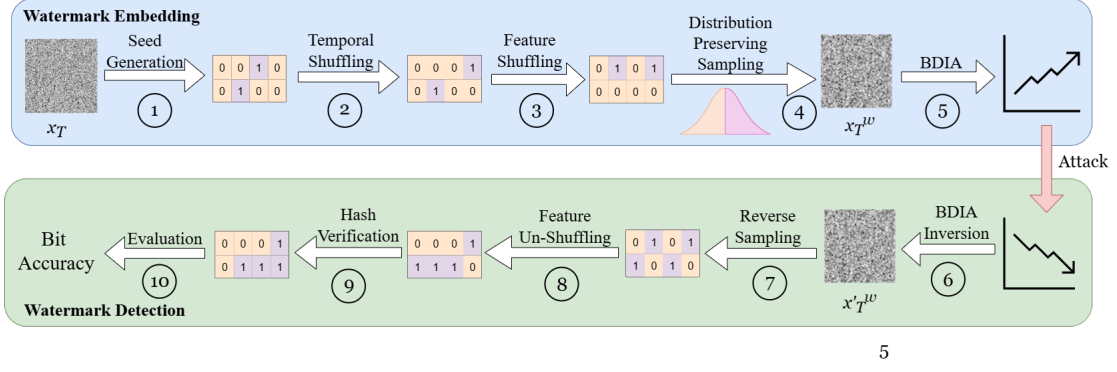 Watermark Embedding
Seed
Generation
1
x_T
0 0 1 0
0 1 0 0
Temporal
Shuffling
2
0 0 0 1
0 1 0 0
Feature
Shuffling
3
0 1 0 1
0 0 0 0
Distribution
Preserving
Sampling
4
x_T^w
BDIA
5
Attack
BDIA
Inversion
6
x'_T^w
Reverse
Sampling
7
0 1 0 1
1 0 1 0
Feature
Un-Shuffling
8
0 0 0 1
1 1 1 0
Hash
Verification
9
0 0 0 1
0 1 1 1
Evaluation
10
Bit
Accuracy
Watermark Detection
5